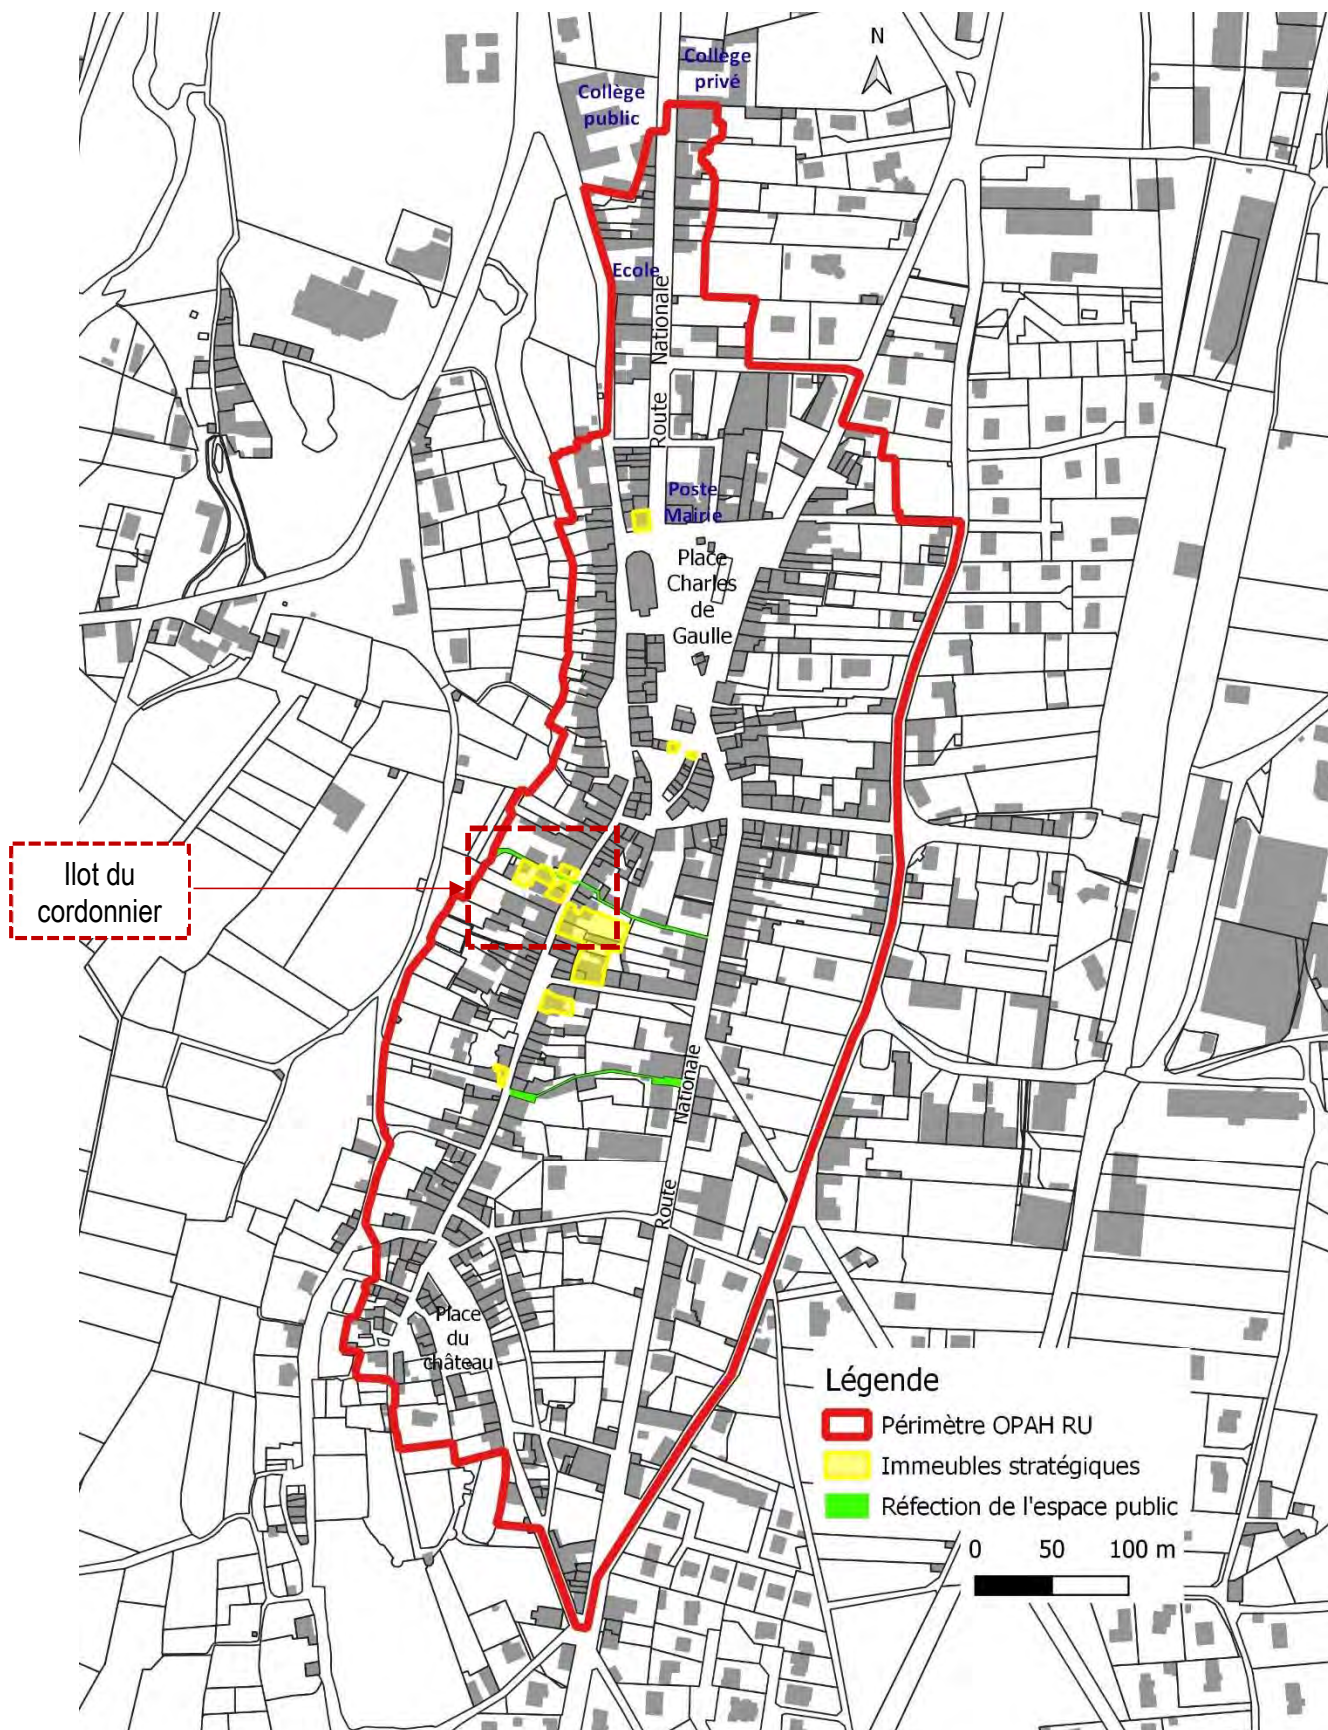 N
Collège
privé
Collège
public
Ecole
Route Nationale
Poste
Mairie
Place
Charles
de
Gaulle
Ilot du
cordonnier
Route Nationale
Place
du
château
Légende
Périmètre OPAH RU
Immeubles stratégiques
Réfection de l'espace public
0 50 100 m